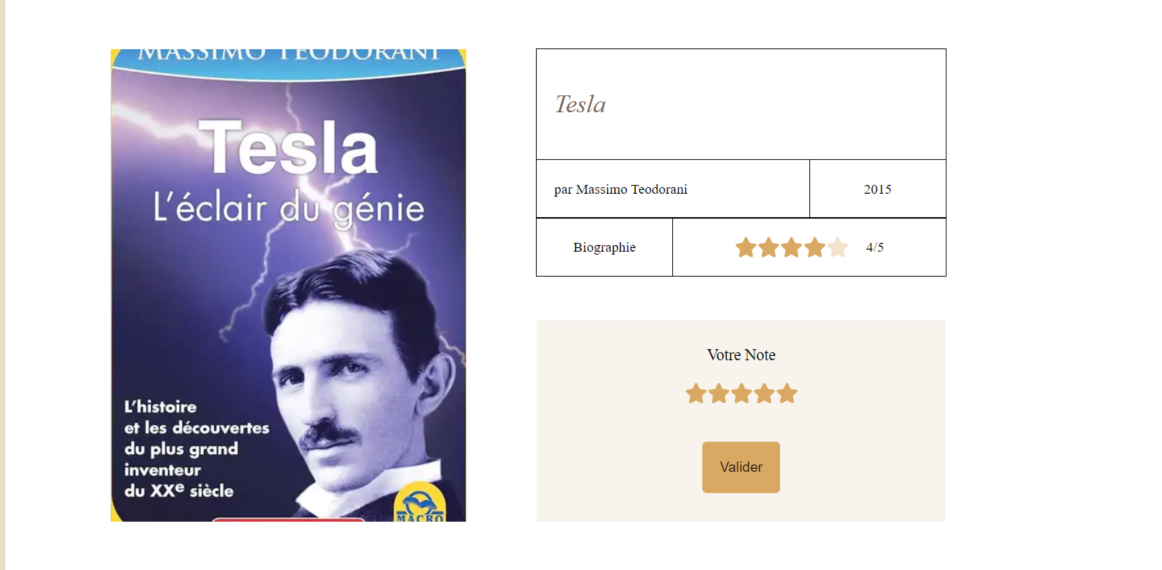 MASSIMO TEODORANI
Tesla
L'éclair du génie
L'histoire
et les découvertes
du plus grand
inventeur
du XXe siècle
MACRO
Tesla
par Massimo Teodorani
2015
Biographie
4/5
Votre Note
Valider